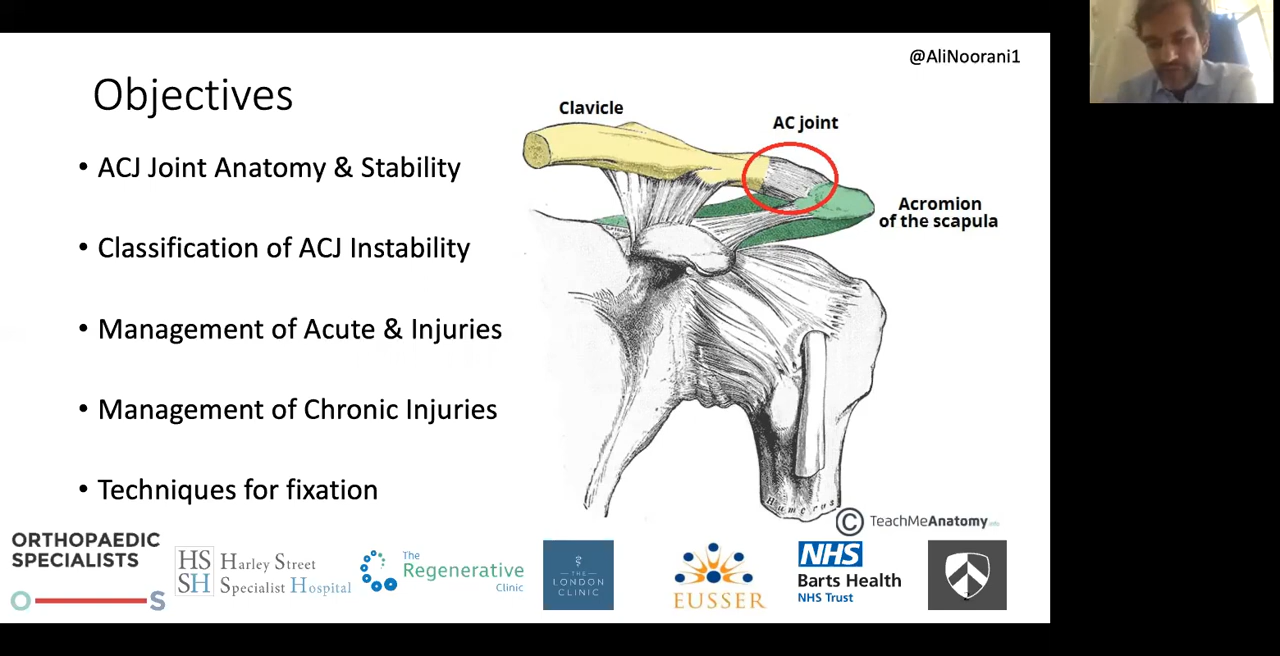 @AliNoorani1
Objectives
• ACJ Joint Anatomy & Stability
• Classification of ACJ Instability
• Management of Acute & Injuries
• Management of Chronic Injuries
• Techniques for fixation
Clavicle
AC joint
Acromion
of the scapula
Humerus
© TeachMeAnatomy.info
ORTHOPAEDIC
SPECIALISTS
O S
HS
SH
Harley Street
Specialist Hospital
The
Regenerative
Clinic
THE
LONDON
CLINIC
EUSSER
NHS
Barts Health
NHS Trust